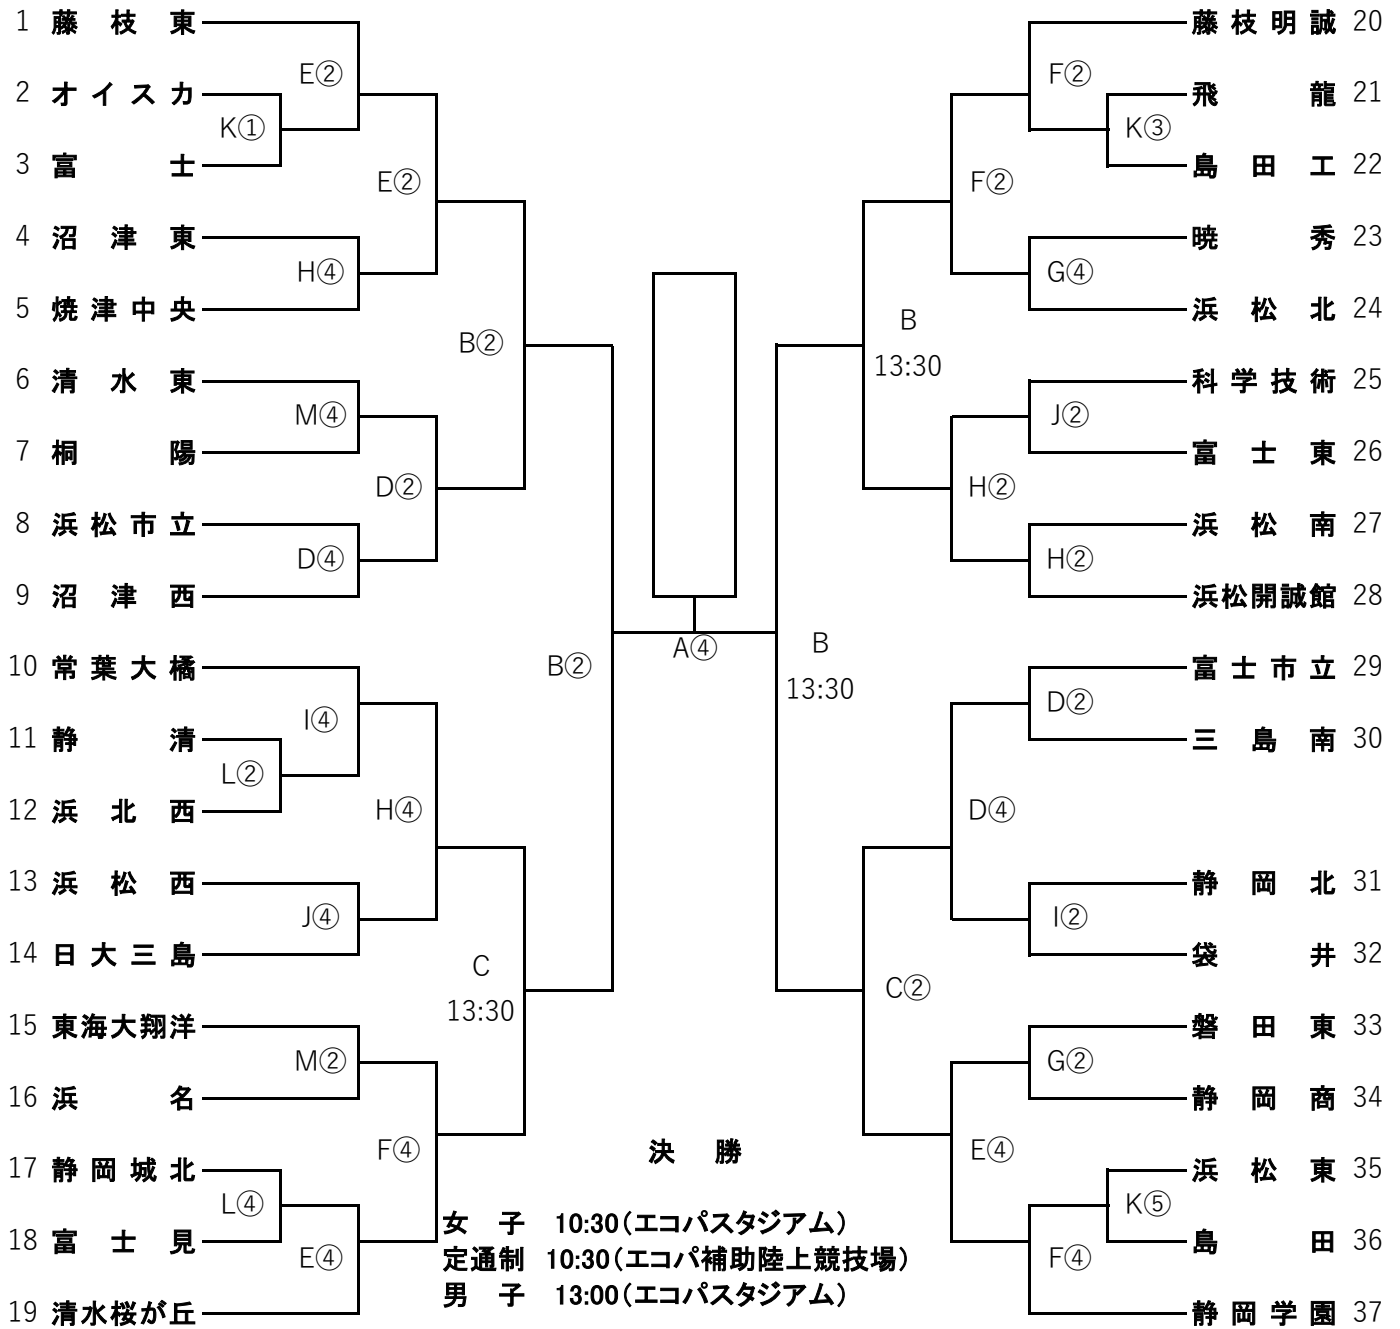 1 藤枝東
E②
2 オイスカ
K①
3 富士
E②
4 沼津東
H④
5 焼津中央
B②
6 清水東
M④
7 桐陽
D②
8 浜松市立
D④
9 沼津西
10 常葉大橘
I④
11 静清
L②
12 浜北西
H④
13 浜松西
J④
14 日大三島
C
13:30
15 東海大翔洋
M②
16 浜名
F④
17 静岡城北
L④
18 富士見
E④
19 清水桜が丘
B②
A④
B
13:30
藤枝明誠 20
F②
飛龍 21
K③
島田工 22
F②
暁秀 23
G④
浜松北 24
B
13:30
科学技術 25
J②
富士東 26
H②
浜松南 27
H②
浜松開誠館 28
富士市立 29
D②
三島南 30
D④
静岡北 31
I②
袋井 32
C②
磐田東 33
G②
静岡商 34
E④
浜松東 35
K⑤
島田 36
F④
静岡学園 37
決勝
女子 10:30(エコパスタジアム)
定通制 10:30(エコパ補助陸上競技場)
男子 13:00(エコパスタジアム)